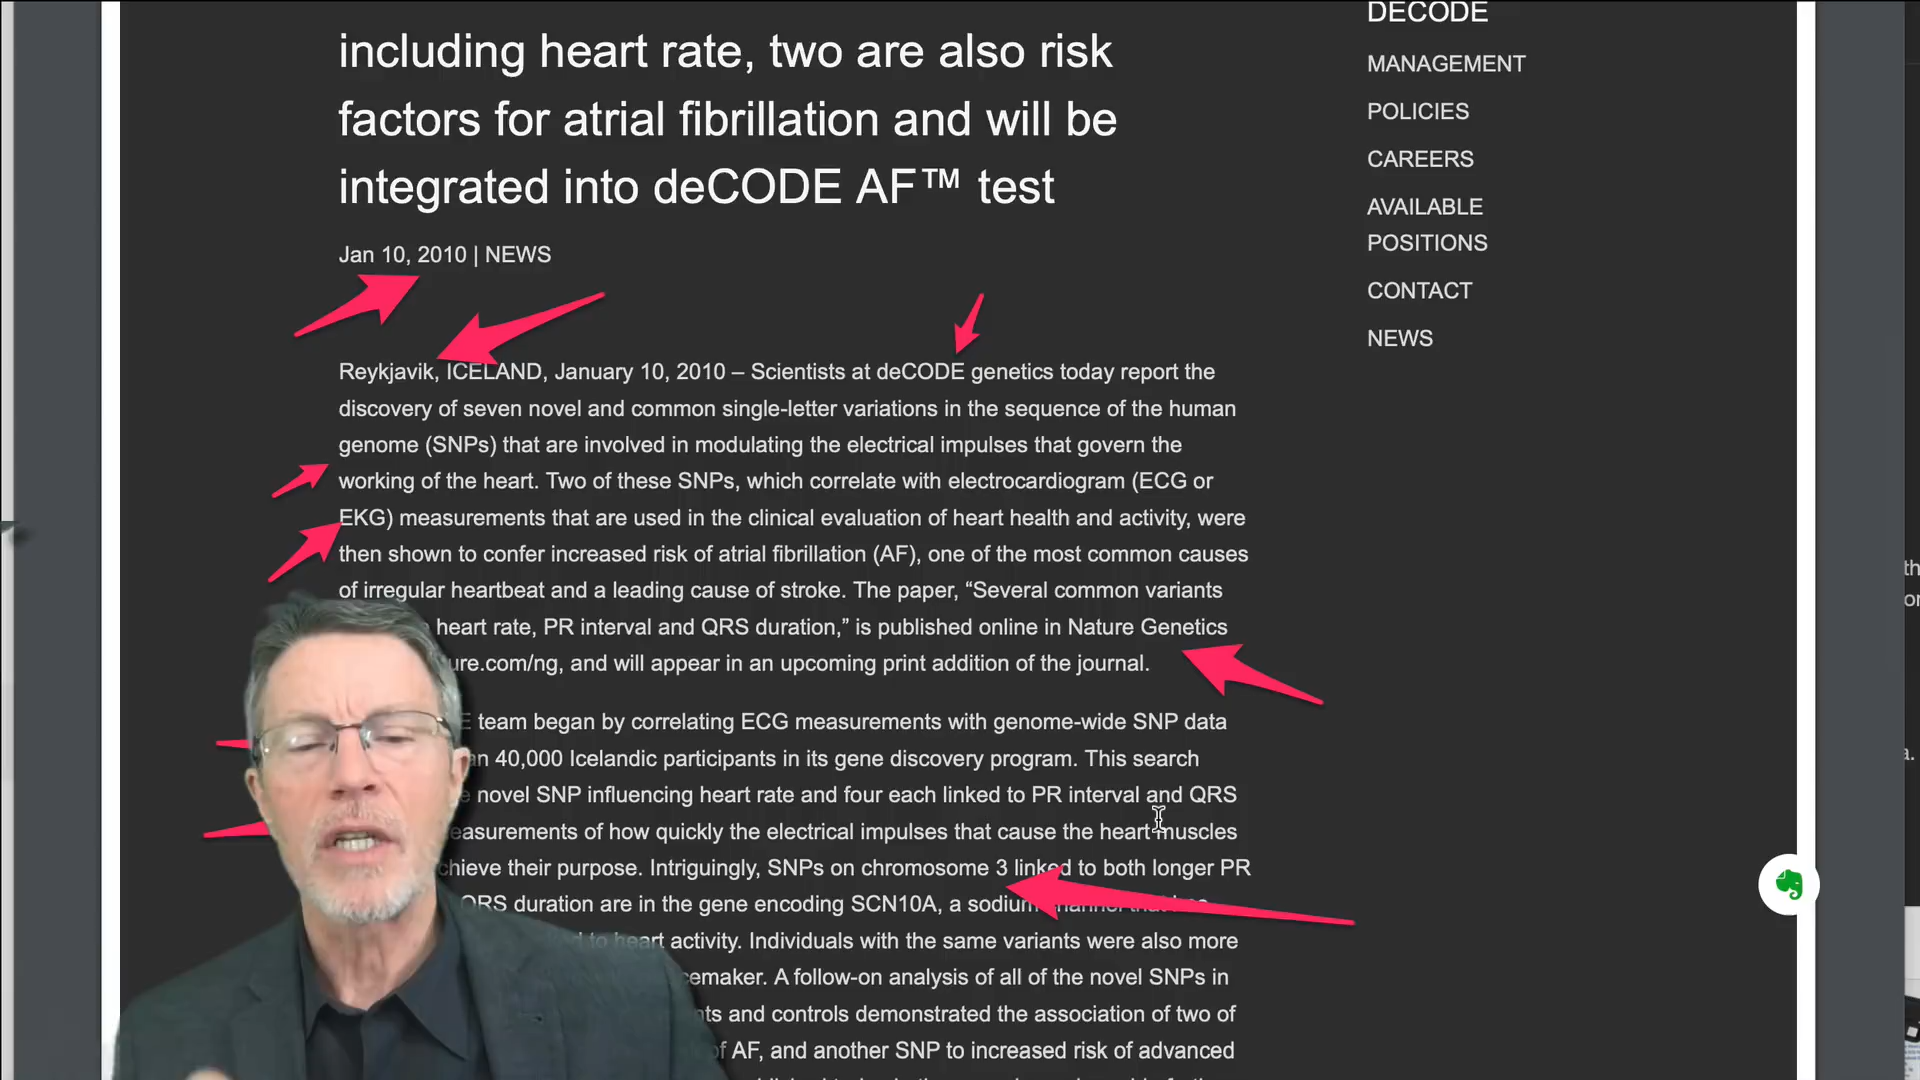 including heart rate, two are also risk
factors for atrial fibrillation and will be
integrated into deCODE AF™ test
Jan 10, 2010 | NEWS
Reykjavik, ICELAND, January 10, 2010 – Scientists at deCODE genetics today report the
discovery of seven novel and common single-letter variations in the sequence of the human
genome (SNPs) that are involved in modulating the electrical impulses that govern the
working of the heart. Two of these SNPs, which correlate with electrocardiogram (ECG or
EKG) measurements that are used in the clinical evaluation of heart health and activity, were
then shown to confer increased risk of atrial fibrillation (AF), one of the most common causes
of irregular heartbeat and a leading cause of stroke. The paper, “Several common variants
heart rate, PR interval and QRS duration,” is published online in Nature Genetics
ure.com/ng, and will appear in an upcoming print addition of the journal.
team began by correlating ECG measurements with genome-wide SNP data
an 40,000 Icelandic participants in its gene discovery program. This search
novel SNP influencing heart rate and four each linked to PR interval and QRS
easurements of how quickly the electrical impulses that cause the heart muscles
chieve their purpose. Intriguingly, SNPs on chromosome 3 linked to both longer PR
QRS duration are in the gene encoding SCN10A, a sodium channel that has
to heart activity. Individuals with the same variants were also more
cemaker. A follow-on analysis of all of the novel SNPs in
nts and controls demonstrated the association of two of
of AF, and another SNP to increased risk of advanced
DECODE
MANAGEMENT
POLICIES
CAREERS
AVAILABLE
POSITIONS
CONTACT
NEWS